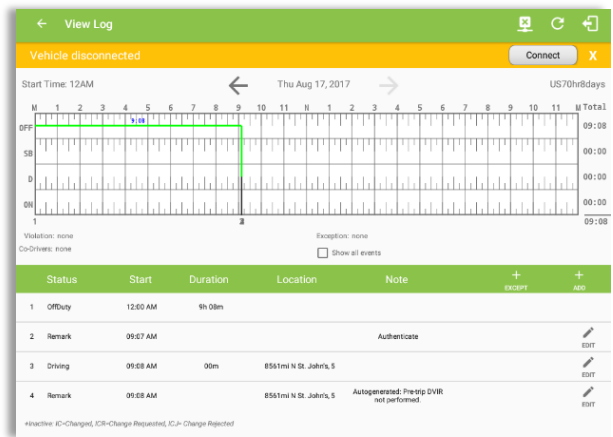 View Log
Vehicle disconnected Connect X
Start Time: 12AM Thu Aug 17, 2017 US70hr8days
M 1 2 3 4 5 6 7 8 9 10 11 N 1 2 3 4 5 6 7 8 9 10 11 M Total
9:08
OFF 09:08
SB 00:00
D 00:00
ON 00:00
1 09:08
Violation: none Exception: none
Co-Drivers: none Show all events
Status Start Duration Location Note + EXCEPT + ADD
1 OffDuty 12:00 AM 9h 08m
2 Remark 09:07 AM Authenticate EDIT
3 Driving 09:08 AM 00m 8561mi N St. John's, 5 EDIT
4 Remark 09:08 AM 8561mi N St. John's, 5 Autogenerated: Pre-trip DVIR
not performed. EDIT
*Inactive: IC=Changed, ICR=Change Requested, ICJ= Change Rejected